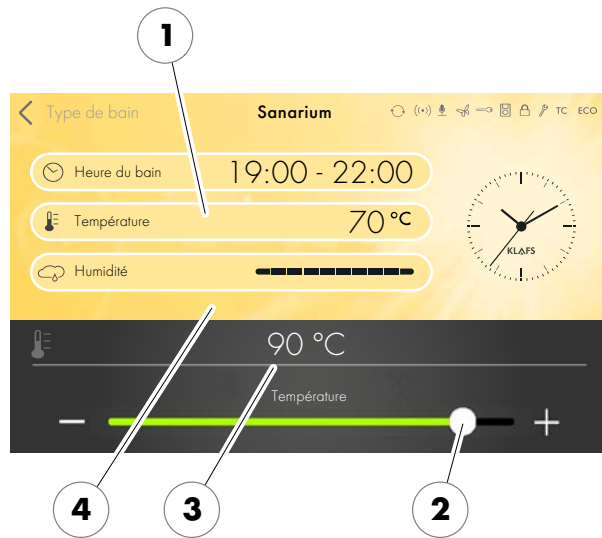 1
Type de bain Sanarium TC ECO
Heure du bain 19:00 - 22:00
Température 70 °C
Humidité
KLAFS
90 °C
Température
4 3 2